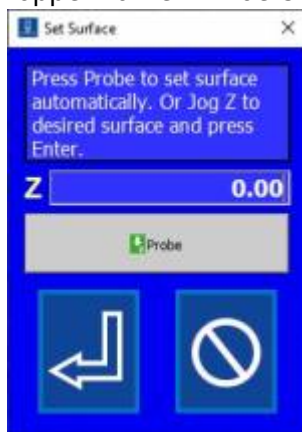 Set Surface
Press Probe to set surface
automatically. Or Jog Z to
desired surface and press
Enter.
Z 0.00
Probe